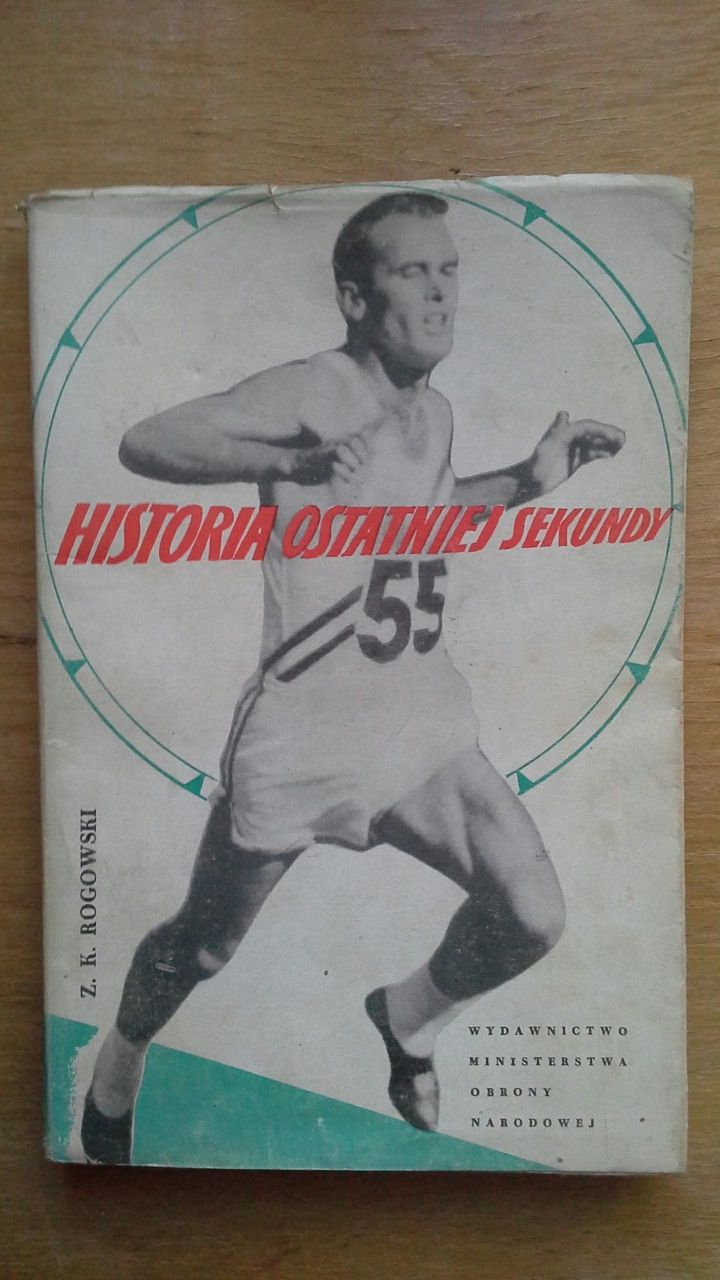 HISTORIA OSTATNIEJ SEKUNDY
55
Z. K. ROGOWSKI
WYDAWNICTWO
MINISTERSTWA
OBRONY
NARODOWEJ